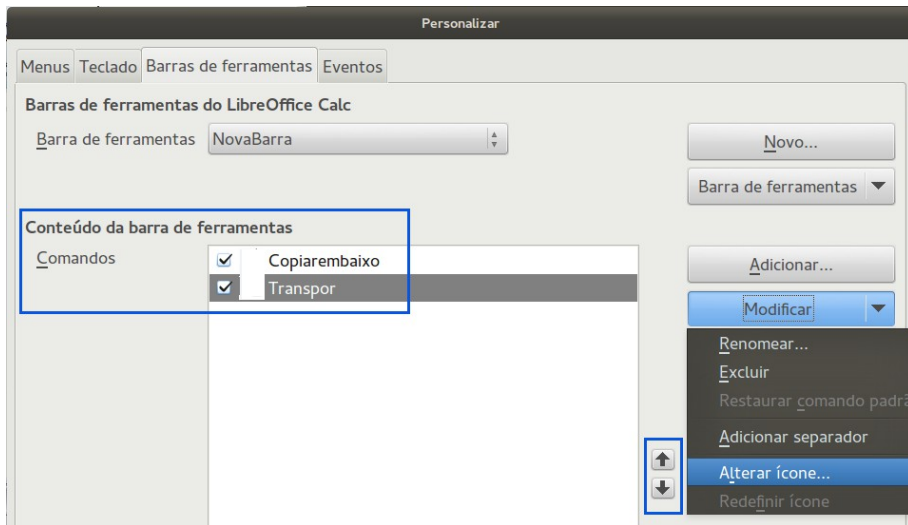 Personalizar
Menus Teclado Barras de ferramentas Eventos
Barras de ferramentas do LibreOffice Calc
Barra de ferramentas NovaBarra
Novo...
Barra de ferramentas
Conteúdo da barra de ferramentas
Comandos
Copiarembaixo
Transpor
Adicionar...
Modificar
Renomear...
Excluir
Restaurar comando
Adicionar separador
Alterar ícone...
Redefinir ícone